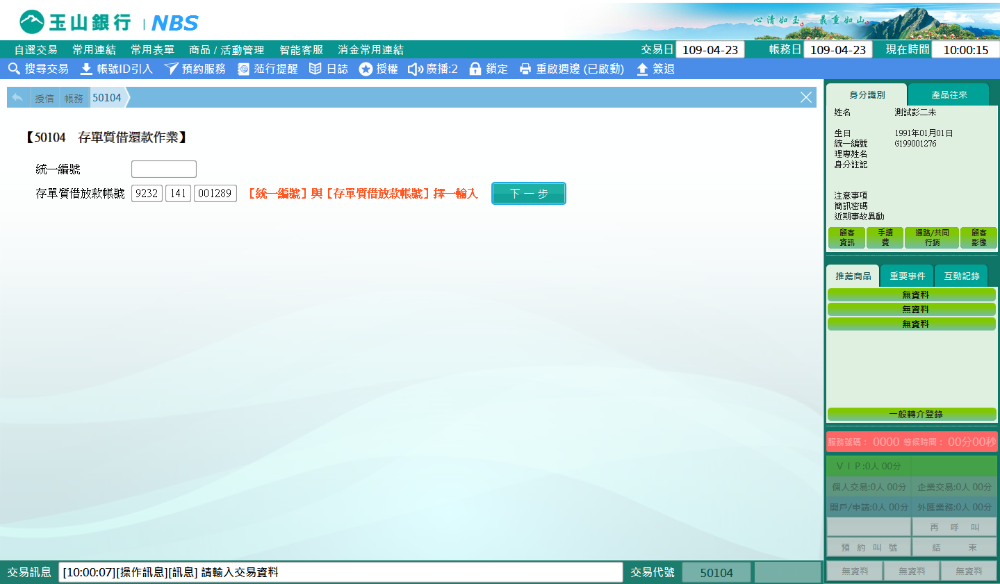 玉山銀行 | NBS
心清如玉。義重如山。
自選交易 常用連結 常用表單 商品 / 活動管理 智能客服 消金常用連結 交易日 109-04-23 帳務日 109-04-23 現在時間 10:00:15
搜尋交易 帳號ID引入 預約服務 蒞行提醒 日誌 授權 廣播:2 鎖定 重啟週邊 (已啟動) 簽退
授信 帳務 50104
【50104 存單質借還款作業】
統一編號
存單質借放款帳號 9232 141 001289 【統一編號】與【存單質借放款帳號】擇一輸入 下一步
身分識別 產品往來
姓名 測試彭二未
生日 1991年01月01日
統一編號 G199001276
理專姓名
身分註記
注意事項
簡訊密碼
近期事故異動
顧客資訊 手續費 通路/共同行銷 顧客影像
推薦商品 重要事件 互動記錄
無資料
無資料
無資料
一般轉介登錄
服務號碼: 0000 等候時間: 00分00秒
VIP:0人 00分
個人交易:0人 00分 企業交易:0人 00分
開戶/申請:0人 00分 外匯業務:0人 00分
再 呼 叫
預 約 叫 號 結 束
無資料 無資料 無資料
交易訊息 [10:00:07][操作訊息][訊息] 請輸入交易資料 交易代號 50104